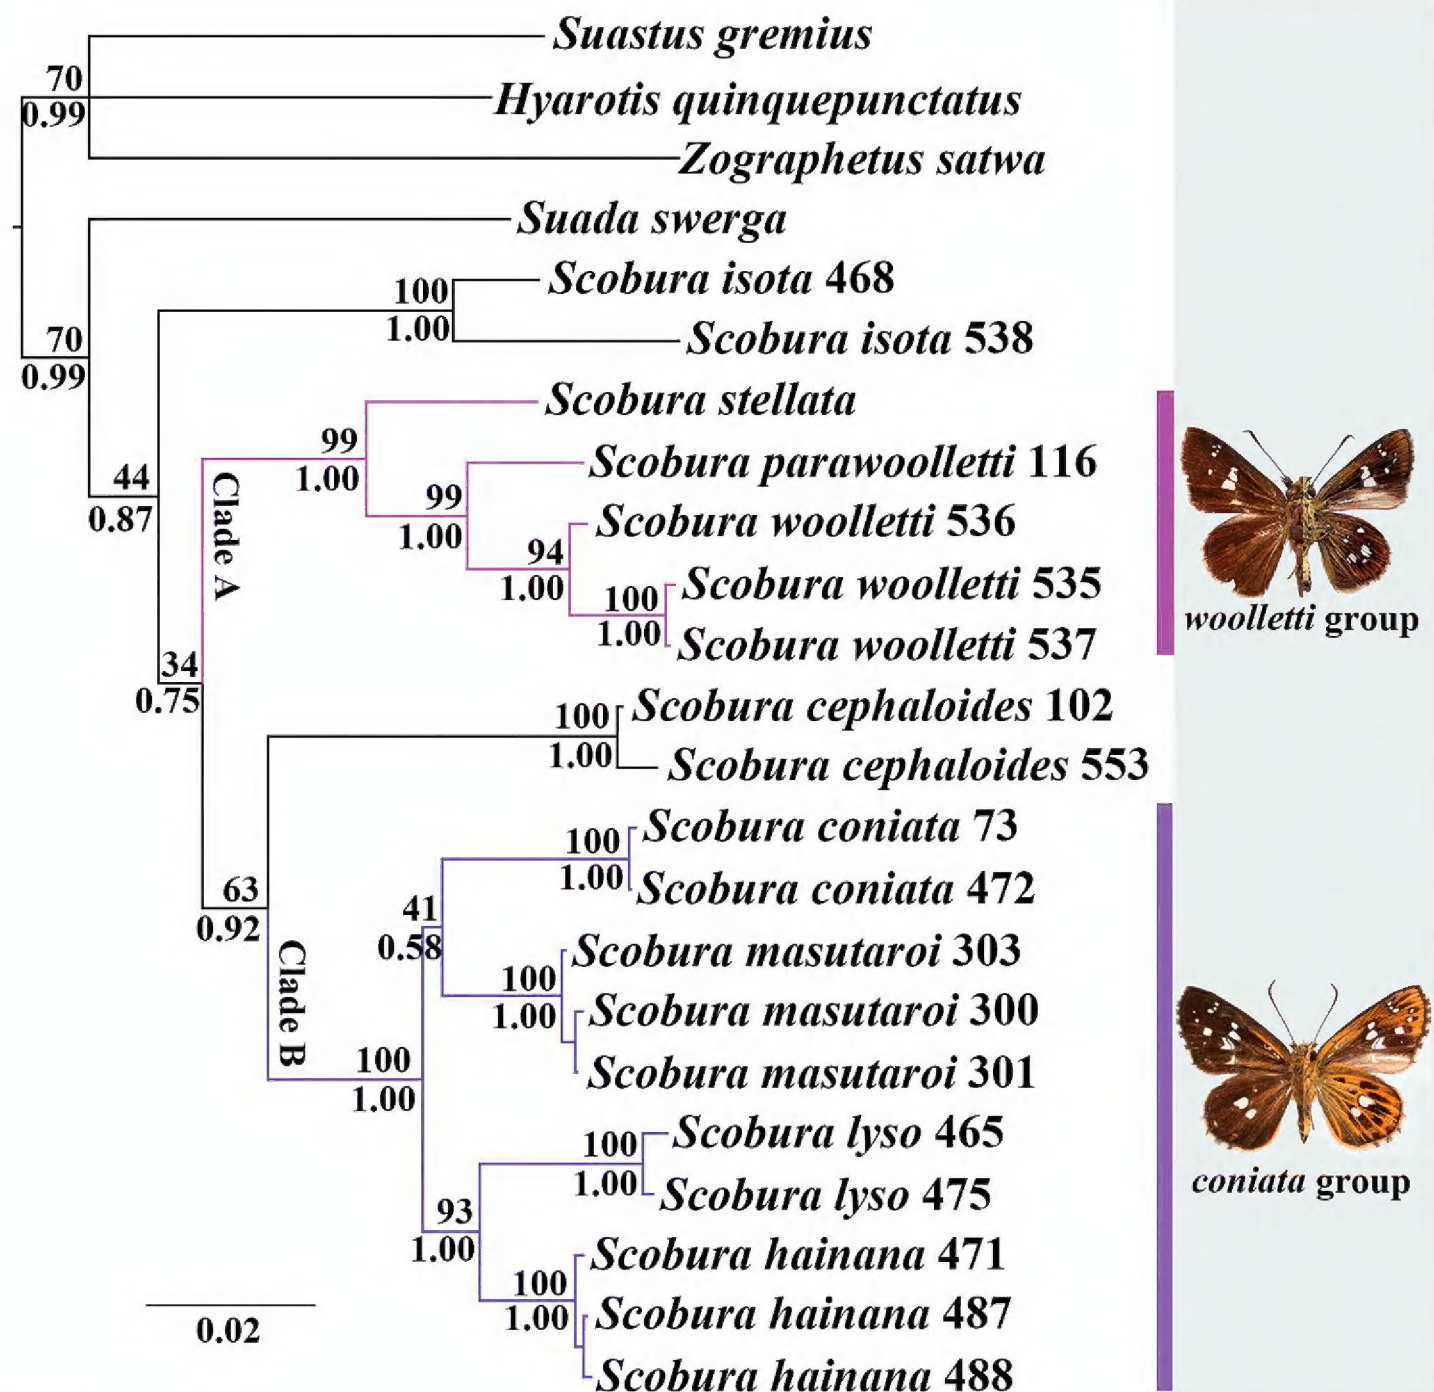 Suastus gremius
70
0.99
Hyarotis quinquepunctatus
Zographetus satwa
Suada swerga
Scobura isota 468
100
1.00
Scobura isota 538
70
0.99
Scobura stellata
99
1.00
Scobura parawoolletti 116
99
1.00
44
0.87
Clade A
Scobura woolletti 536
94
1.00
Scobura woolletti 535
100
1.00
woolletti group
Scobura woolletti 537
34
0.75
Scobura cephaloides 102
100
1.00
Scobura cephaloides 553
Scobura coniata 73
100
1.00
Scobura coniata 472
63
0.92
41
0.58
Clade B
Scobura masutaroi 303
100
1.00
Scobura masutaroi 300
Scobura masutaroi 301
100
1.00
Scobura lyso 465
100
1.00
coniata group
Scobura lyso 475
93
1.00
Scobura hainana 471
100
1.00
Scobura hainana 487
0.02
Scobura hainana 488